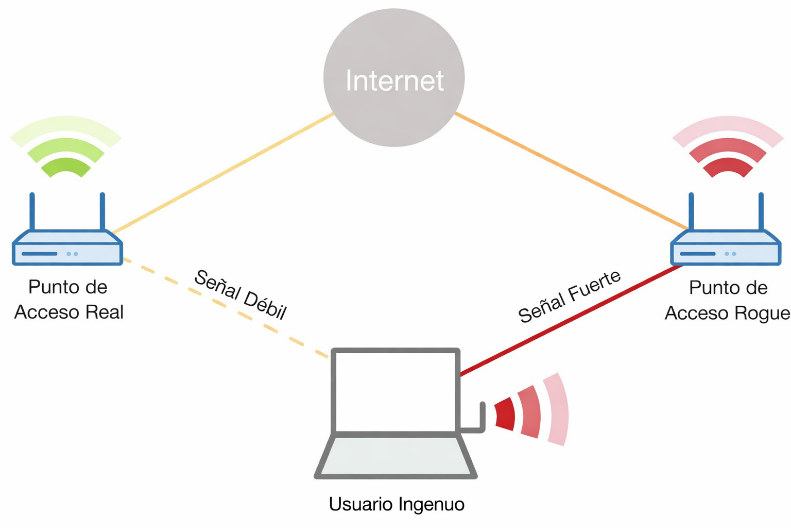 Internet
Punto de
Acceso Real
Señal Débil
Señal Fuerte
Punto de
Acceso Rogue
Usuario Ingenuo